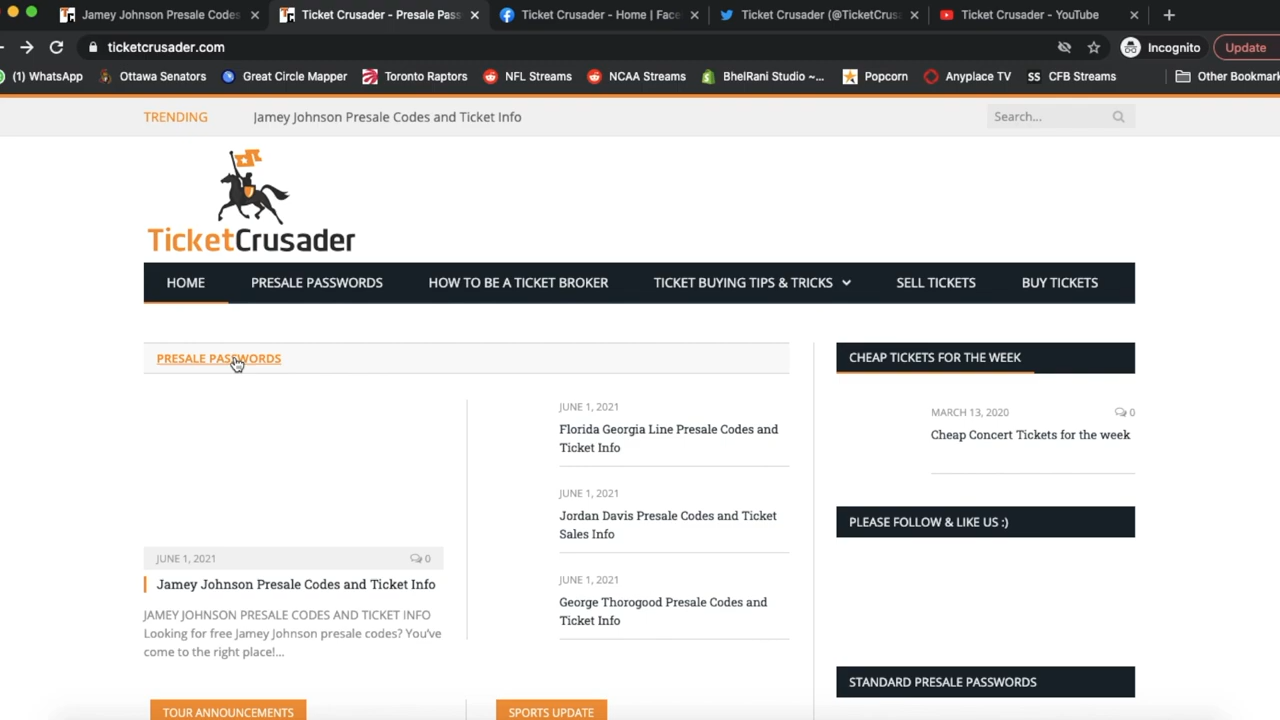 Jamey Johnson Presale Codes
Ticket Crusader - Presale Pass
Ticket Crusader - Home | Face
Ticket Crusader (@TicketCrus
Ticket Crusader - YouTube
ticketcrusader.com
Incognito
Update
(1) WhatsApp
Ottawa Senators
Great Circle Mapper
Toronto Raptors
NFL Streams
NCAA Streams
BhelRani Studio ~...
Popcorn
Anyplace TV
SS CFB Streams
Other Bookmark
TRENDING
Jamey Johnson Presale Codes and Ticket Info
Search...
TicketCrusader
HOME
PRESALE PASSWORDS
HOW TO BE A TICKET BROKER
TICKET BUYING TIPS & TRICKS
SELL TICKETS
BUY TICKETS
PRESALE PASSWORDS
JUNE 1, 2021
0
Jamey Johnson Presale Codes and Ticket Info
JAMEY JOHNSON PRESALE CODES AND TICKET INFO
Looking for free Jamey Johnson presale codes? You've
come to the right place!...
JUNE 1, 2021
Florida Georgia Line Presale Codes and
Ticket Info
JUNE 1, 2021
Jordan Davis Presale Codes and Ticket
Sales Info
JUNE 1, 2021
George Thorogood Presale Codes and
Ticket Info
CHEAP TICKETS FOR THE WEEK
MARCH 13, 2020
0
Cheap Concert Tickets for the week
PLEASE FOLLOW & LIKE US :)
STANDARD PRESALE PASSWORDS
TOUR ANNOUNCEMENTS
SPORTS UPDATE